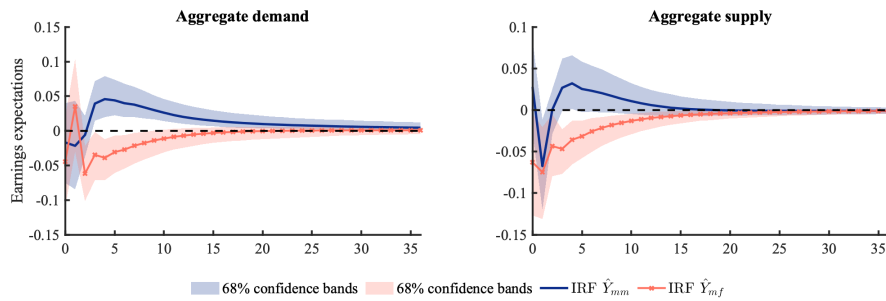 Aggregate demand
Aggregate supply
Earnings expectations
0.15
0.1
0.05
0
-0.05
-0.1
-0.15
0 5 10 15 20 25 30 35
0.1
0.05
0
-0.05
-0.1
-0.15
0 5 10 15 20 25 30 35
68% confidence bands 68% confidence bands IRF Ŷmm IRF Ŷmf